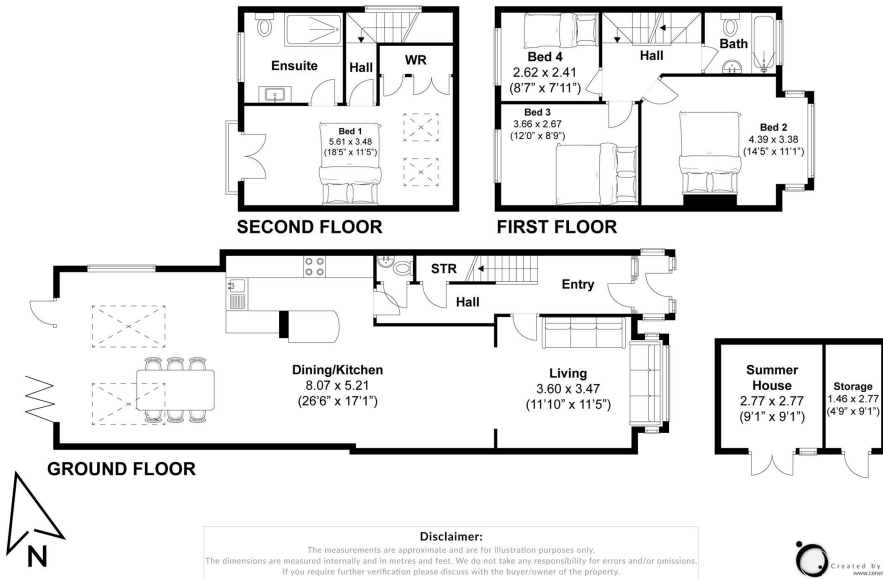 Ensuite
Hall
WR
Bed 1
5.61 x 3.48
(18'5" x 11'5")
SECOND FLOOR
Bed 4
2.62 x 2.41
(8'7" x 7'11")
Hall
Bath
Bed 3
3.66 x 2.67
(12'0" x 8'9")
Bed 2
4.39 x 3.38
(14'5" x 11'1")
FIRST FLOOR
STR
Hall
Entry
Dining/Kitchen
8.07 x 5.21
(26'6" x 17'1")
Living
3.60 x 3.47
(11'10" x 11'5")
GROUND FLOOR
Summer
House
2.77 x 2.77
(9'1" x 9'1")
Storage
1.46 x 2.77
(4'9" x 9'1")
N
Disclaimer:
The measurements are approximate and are for illustration purposes only.
The dimensions are measured internally and in metres and feet. We do not take any responsibility for errors and/or omissions.
If you require further verification please discuss with the buyer/owner of the property.
Created by